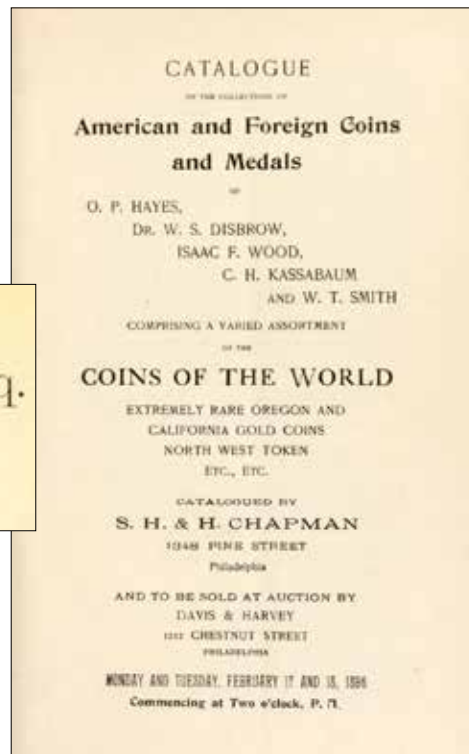 CATALOGUE
OF THE COLLECTIONS OF
American and Foreign Coins
and Medals
OF
O. P. HAYES,
DR. W. S. DISBROW,
ISAAC F. WOOD,
C. H. KASSABAUM
AND W. T. SMITH
COMPRISING A VARIED ASSORTMENT
OF THE
COINS OF THE WORLD
EXTREMELY RARE OREGON AND
CALIFORNIA GOLD COINS
NORTH WEST TOKEN
ETC., ETC.
CATALOGUED BY
S. H. & H. CHAPMAN
1348 PINE STREET
Philadelphia
AND TO BE SOLD AT AUCTION BY
DAVIS & HARVEY
1212 CHESTNUT STREET
PHILADELPHIA
MONDAY AND TUESDAY, FEBRUARY 17 AND 18, 1896
Commencing at Two o'clock, P. M.